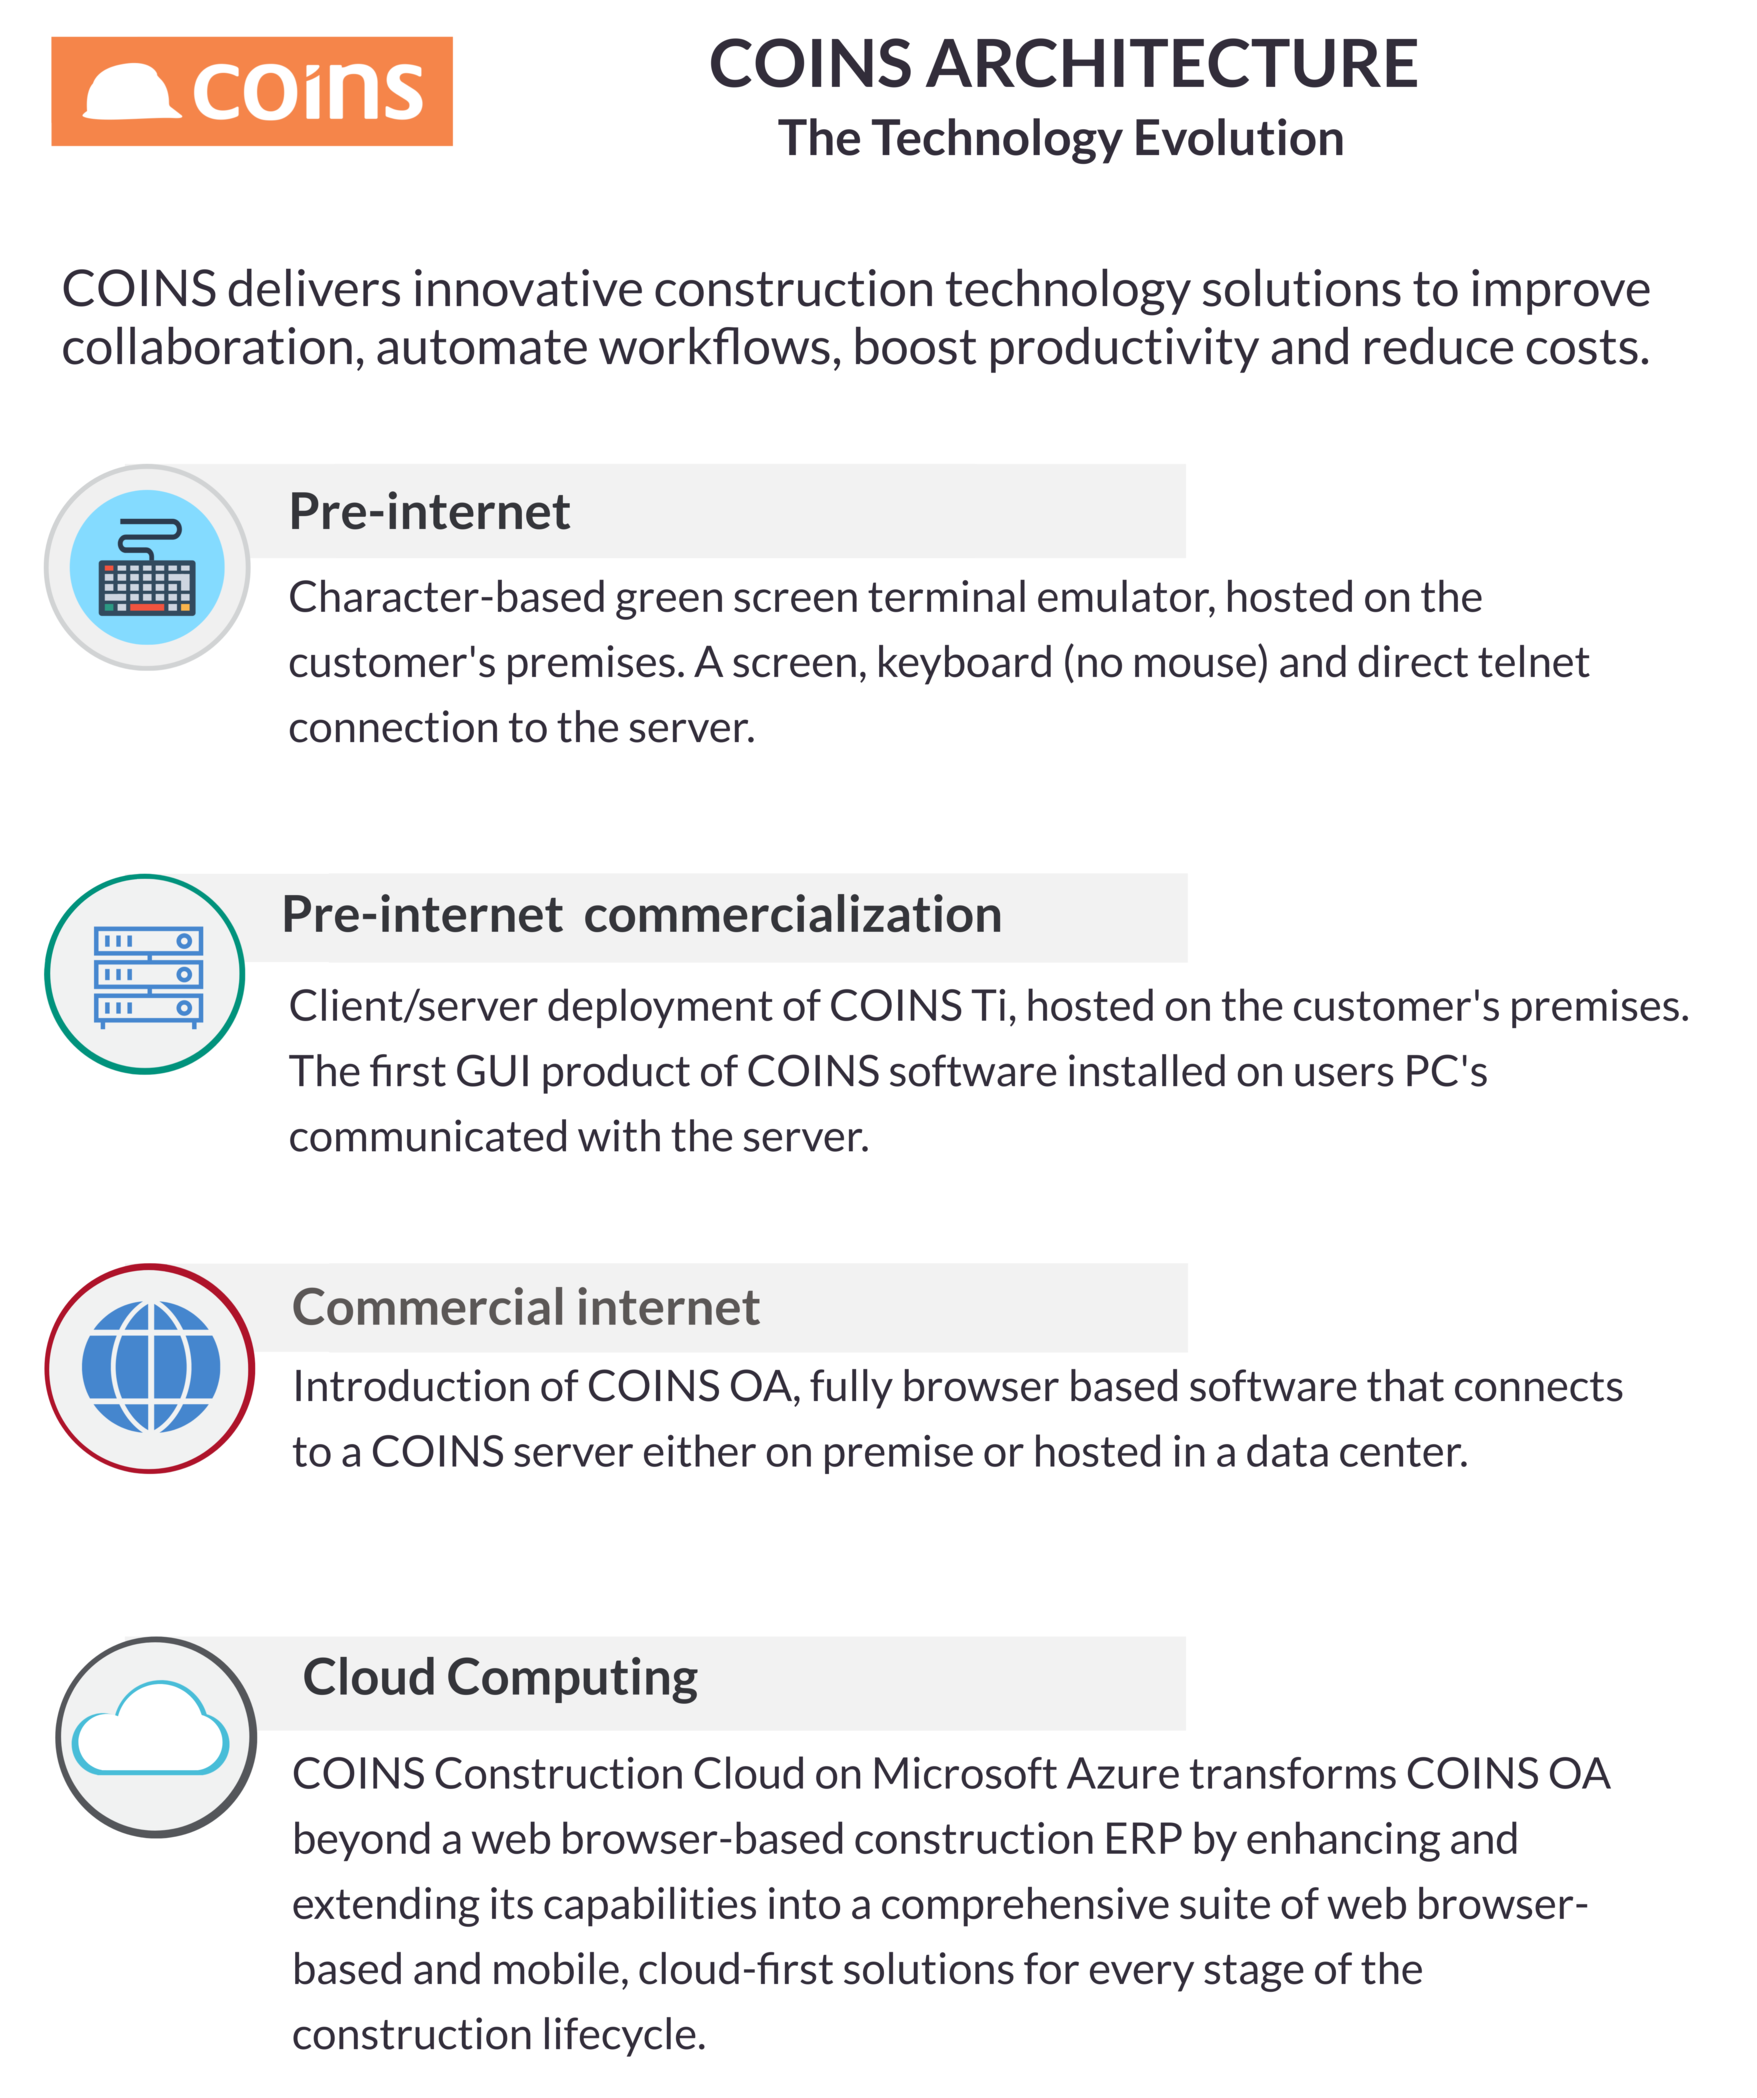 coins
COINS ARCHITECTURE
The Technology Evolution
COINS delivers innovative construction technology solutions to improve
collaboration, automate workflows, boost productivity and reduce costs.
Pre-internet
Character-based green screen terminal emulator, hosted on the
customer's premises. A screen, keyboard (no mouse) and direct telnet
connection to the server.
Pre-internet commercialization
Client/server deployment of COINS Ti, hosted on the customer's premises.
The first GUI product of COINS software installed on users PC's
communicated with the server.
Commercial internet
Introduction of COINS OA, fully browser based software that connects
to a COINS server either on premise or hosted in a data center.
Cloud Computing
COINS Construction Cloud on Microsoft Azure transforms COINS OA
beyond a web browser-based construction ERP by enhancing and
extending its capabilities into a comprehensive suite of web browser-
based and mobile, cloud-first solutions for every stage of the
construction lifecycle.